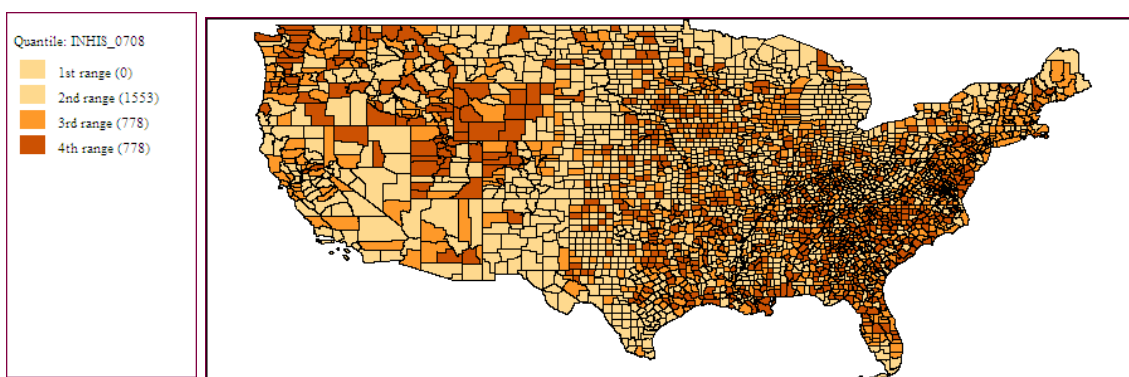 Quantile: INHIS_0708
1st range (0)
2nd range (1553)
3rd range (778)
4th range (778)